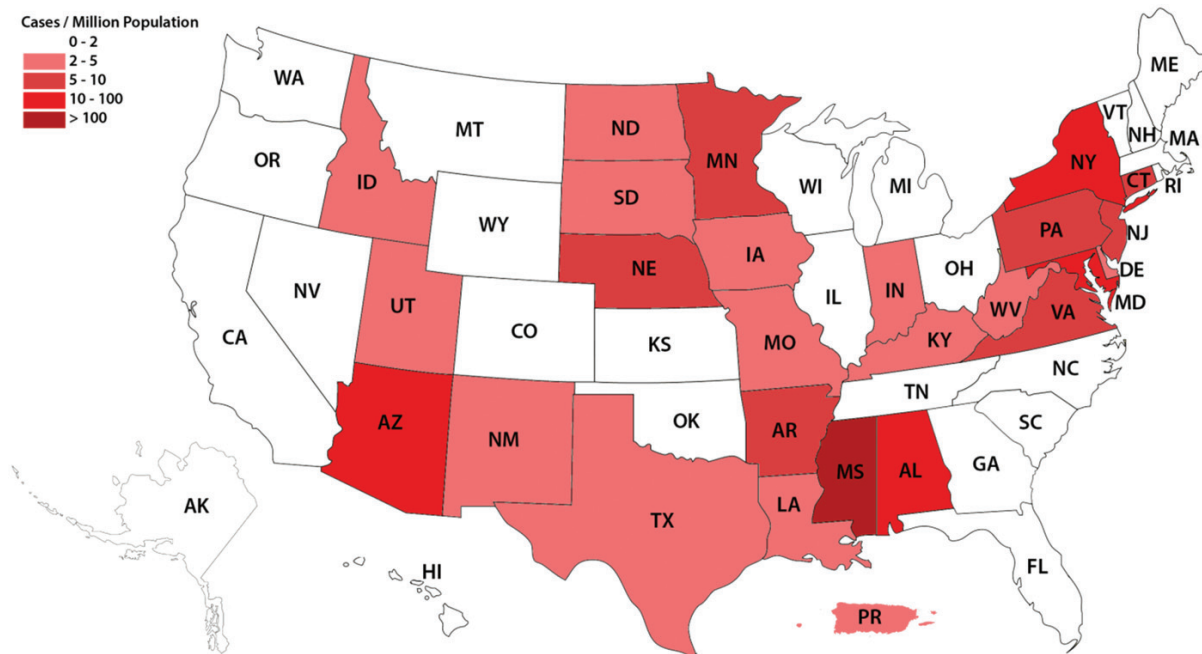 Cases / Million Population
0 - 2
2 - 5
5 - 10
10 - 100
> 100
WA
MT
ND
MN
ME
VT
NH
MA
OR
ID
SD
WI
MI
NY
CT
RI
WY
NE
IA
PA
NJ
NV
UT
IL
IN
OH
DE
MD
CA
CO
KS
MO
KY
WV
VA
TN
NC
AZ
NM
OK
AR
SC
MS
AL
GA
AK
TX
LA
HI
FL
PR